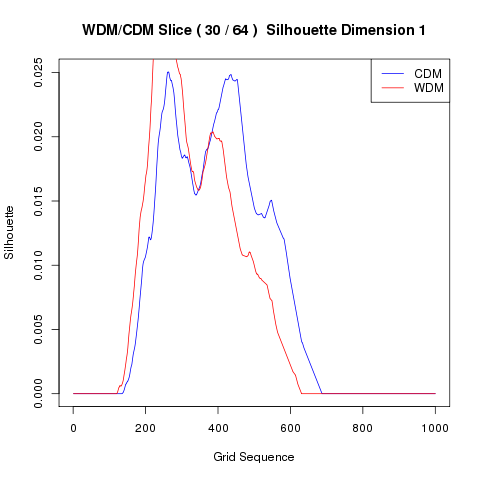 WDM/CDM Slice ( 30 / 64 )  Silhouette Dimension 1
CDM
WDM
Silhouette
0.025
0.020
0.015
0.010
0.005
0.000
0 200 400 600 800 1000
Grid Sequence